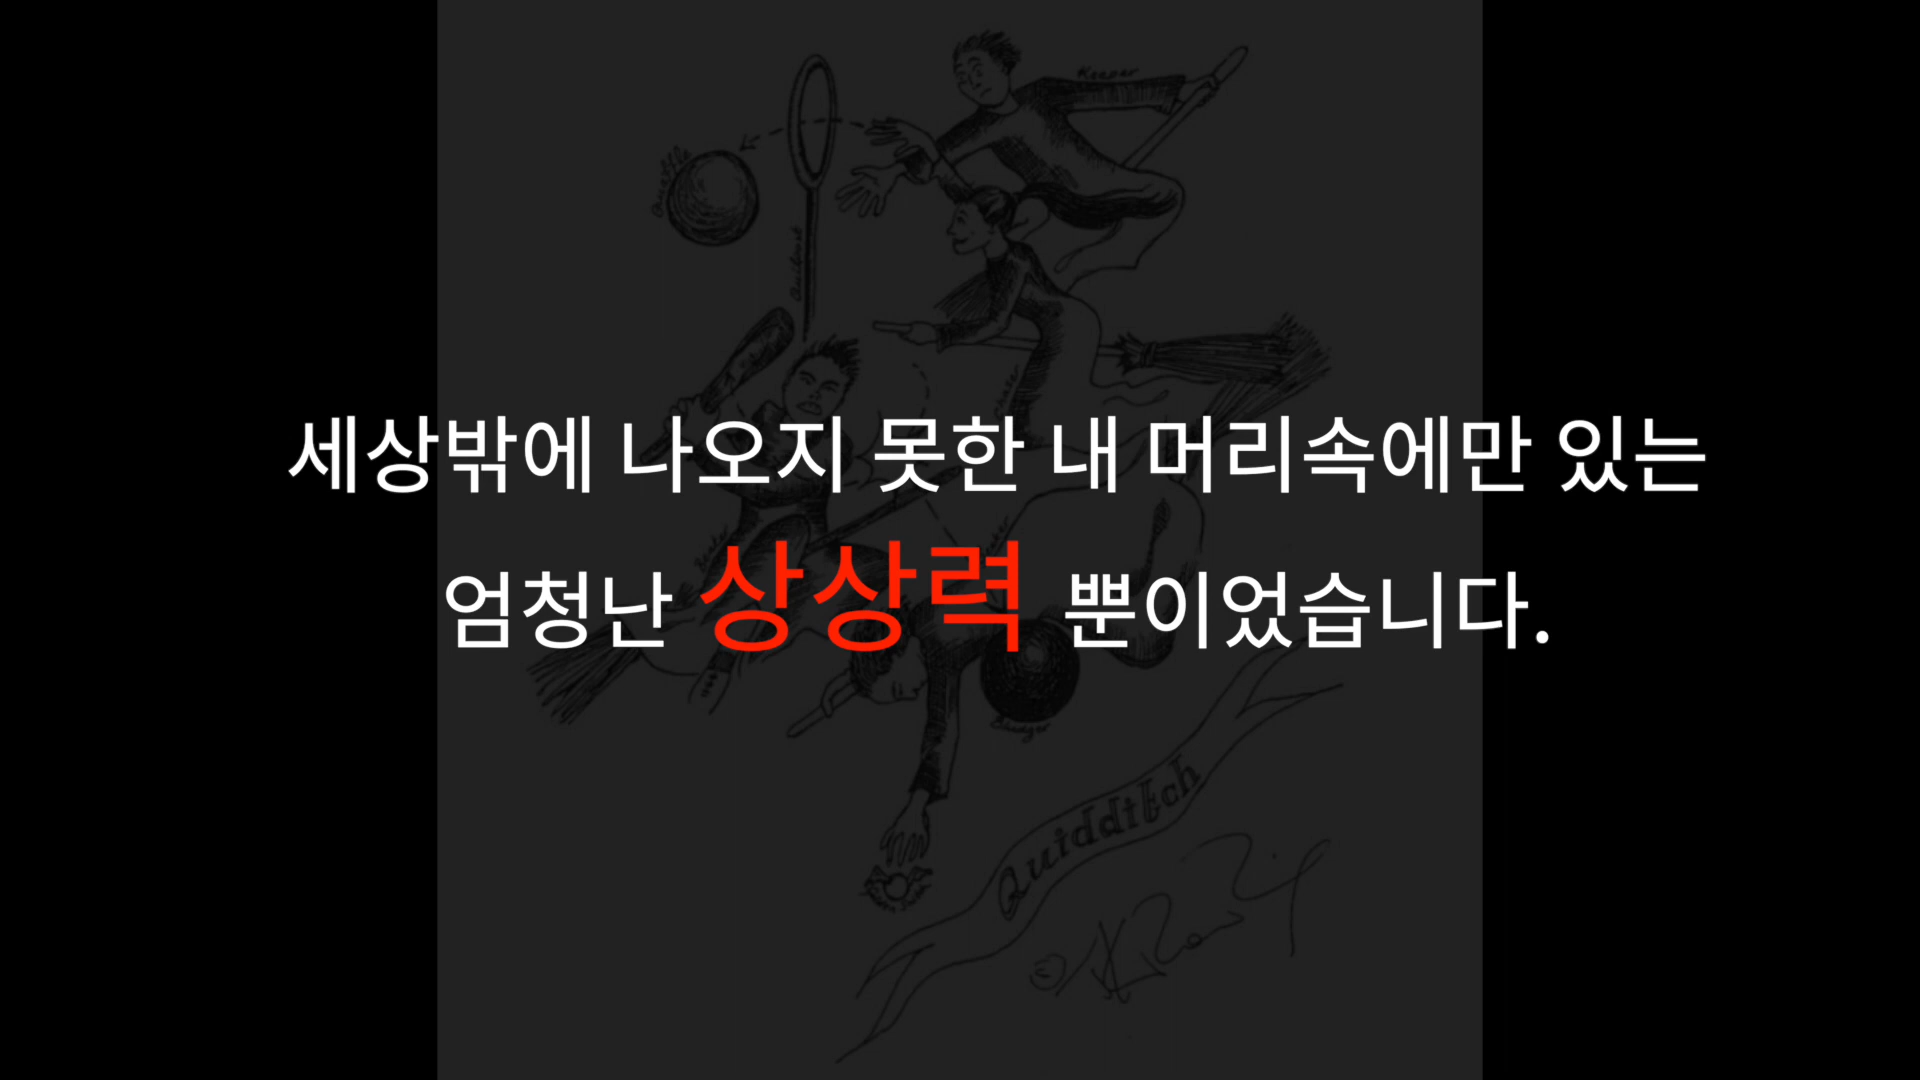 Keeper
Quaffle
세상밖에 나오지 못한 내 머리속에만 있는
엄청난 상상력 뿐이었습니다.
Quidditch